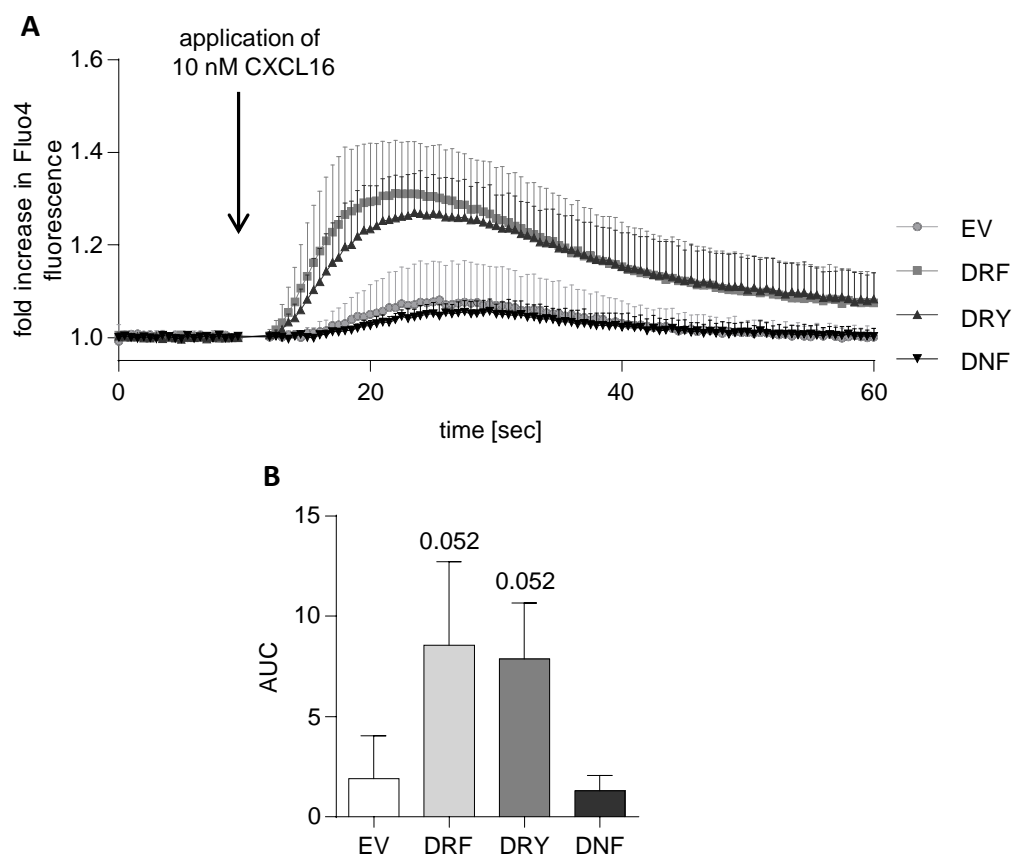 A
application of
10 nM CXCL16
fold increase in Fluo4
fluorescence
1.6
1.4
1.2
1.0
0
20
40
60
time [sec]
EV
DRF
DRY
DNF
B
AUC
15
10
5
0
0.052
0.052
EV
DRF
DRY
DNF